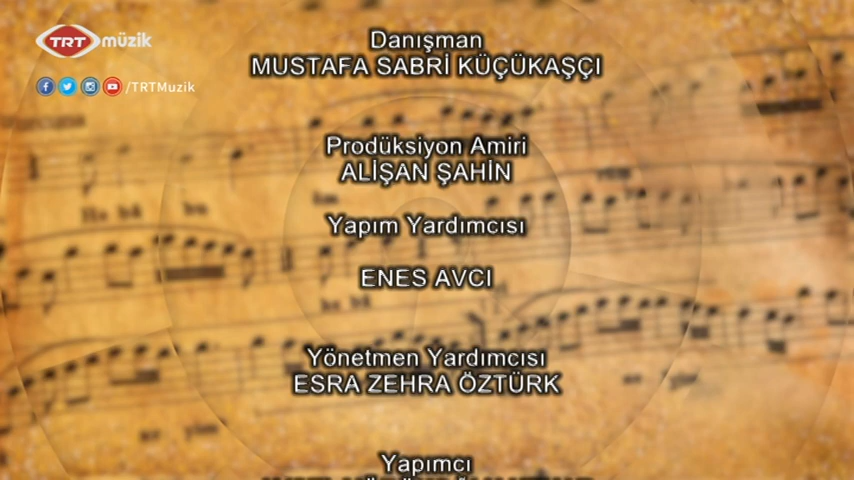 TRT müzik
/TRTMuzik
Danışman
MUSTAFA SABRİ KÜÇÜKAŞÇI
Prodüksiyon Amiri
ALİŞAN ŞAHİN
Yapım Yardımcısı
ENES AVCI
Yönetmen Yardımcısı
ESRA ZEHRA ÖZTÜRK
Yapımcı